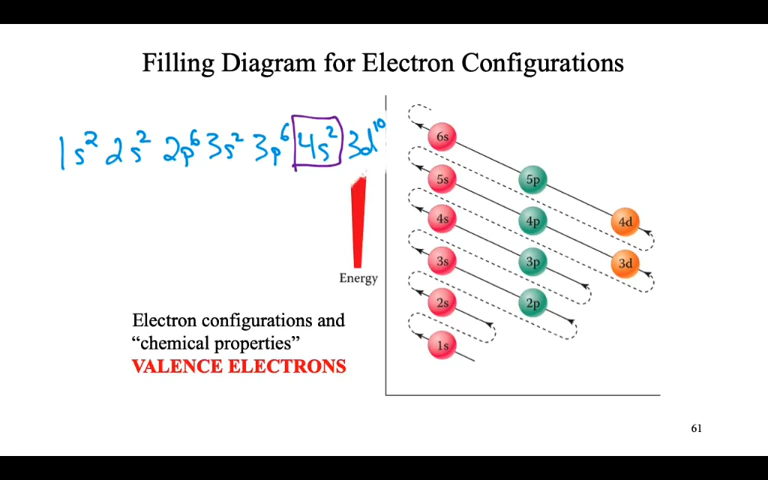 Filling Diagram for Electron Configurations
1s² 2s² 2p⁶ 3s² 3p⁶ 4s² 3d¹⁰
6s
5s 5p
4s 4p 4d
3s 3p 3d
2s 2p
1s
Energy
Electron configurations and
“chemical properties”
VALENCE ELECTRONS
61